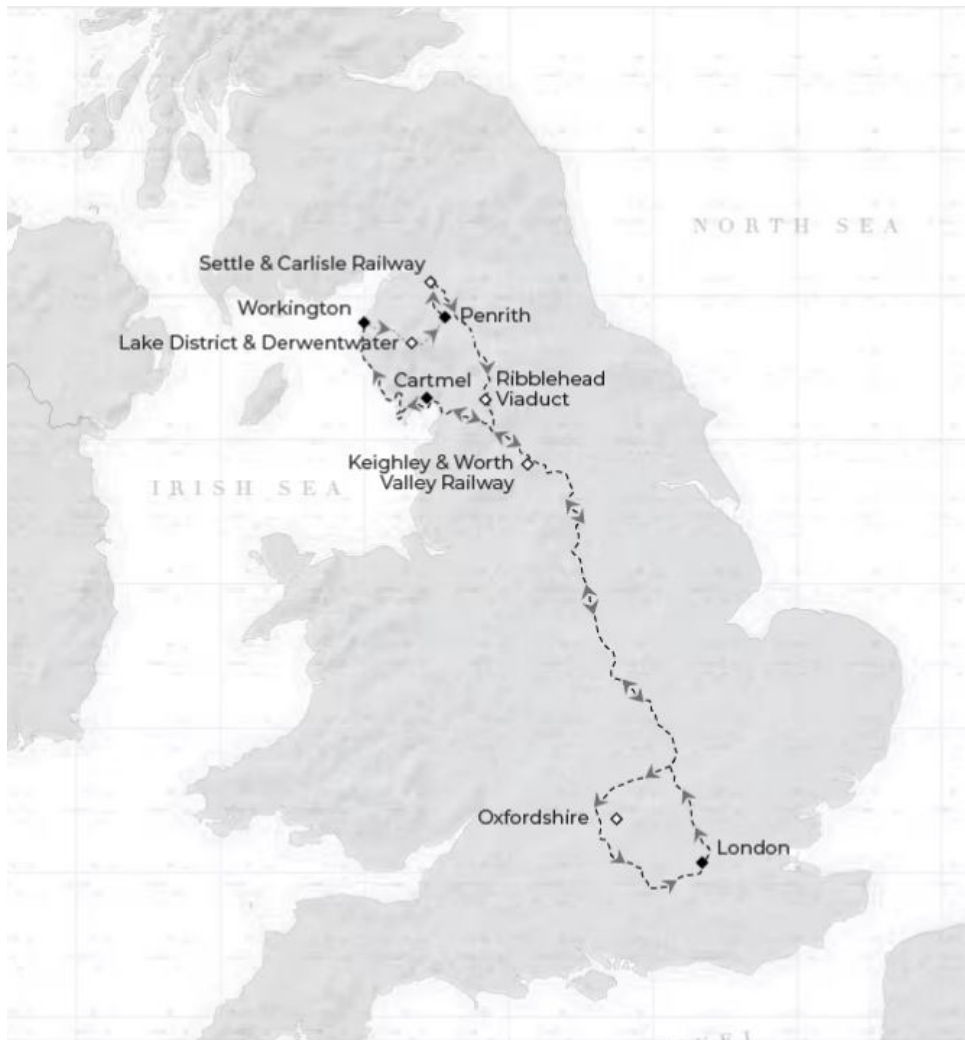 NORTH SEA
Settle & Carlisle Railway
Workington
Penrith
Lake District & Derwentwater
Cartmel
Ribblehead
Viaduct
Keighley & Worth
Valley Railway
IRISH SEA
Oxfordshire
London